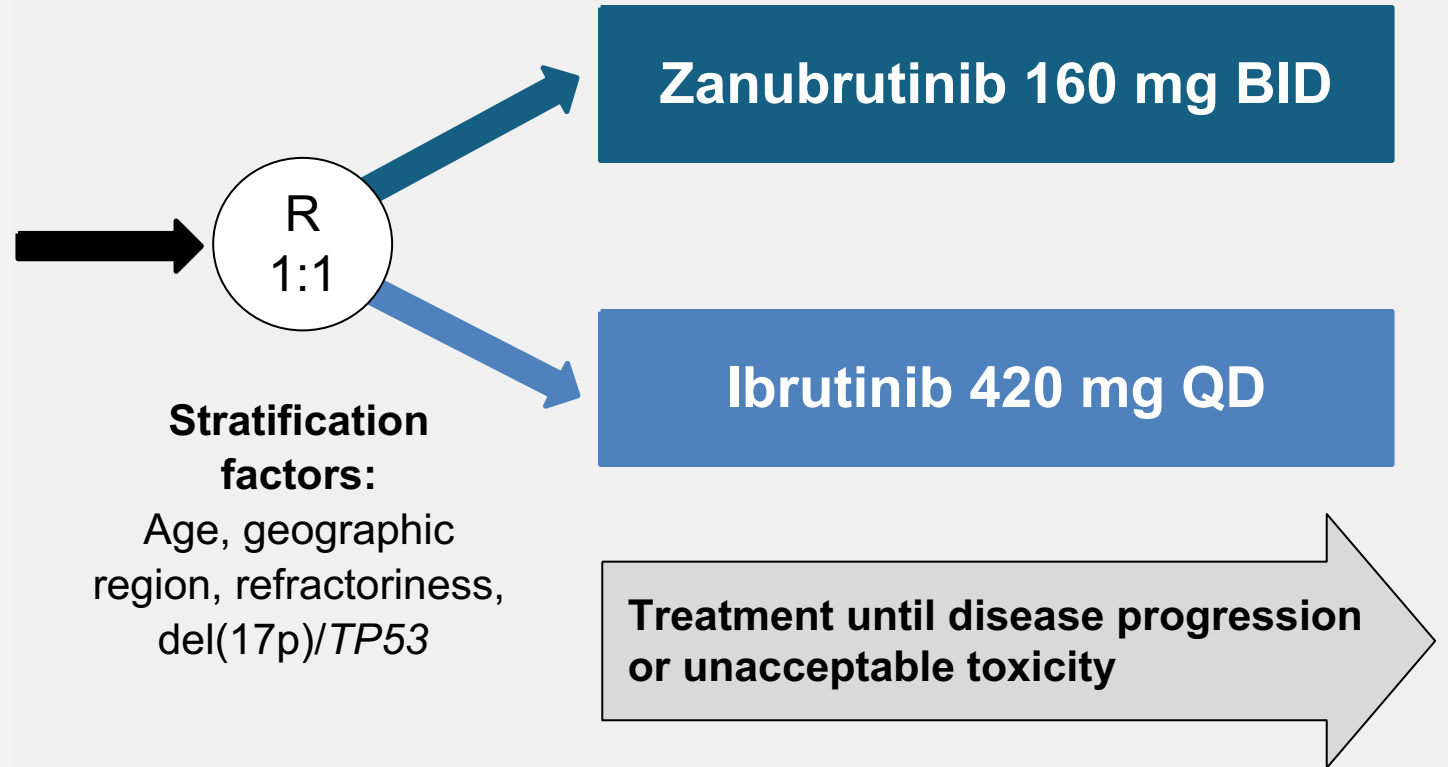 Zanubrutinib 160 mg BID
R
1:1
Ibrutinib 420 mg QD
Stratification
factors:
Age, geographic
region, refractoriness,
del(17p)/TP53
Treatment until disease progression
or unacceptable toxicity